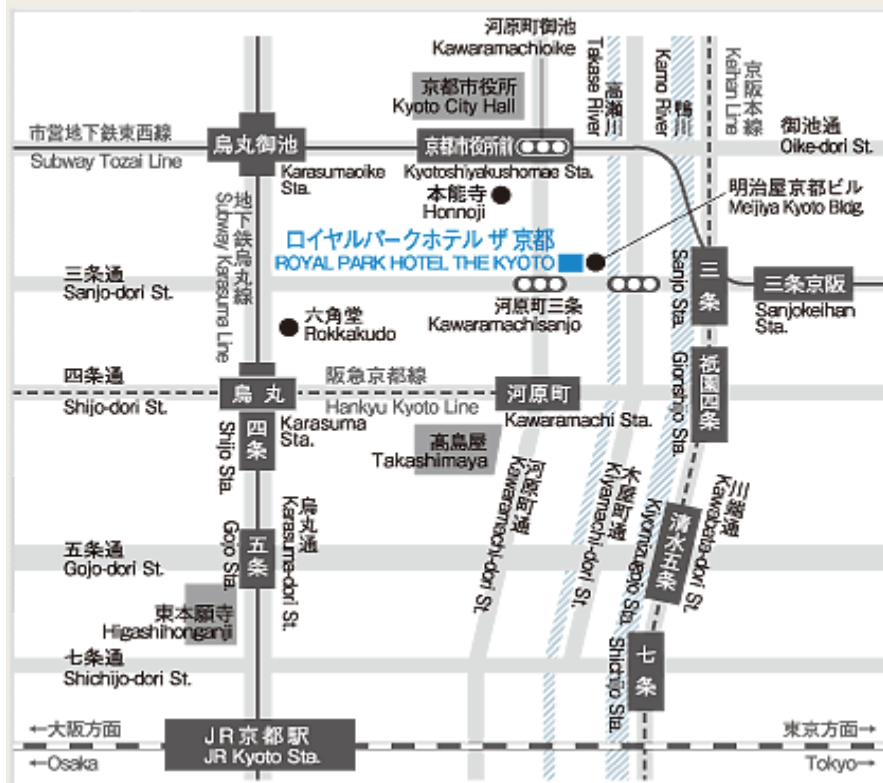 河原町御池
Kawaramachioike
京都市役所
Kyoto City Hall
高瀬川
Takase River
鴨川
Kamo River
京阪本線
Keihan Line
市営地下鉄東西線
Subway Tozai Line
烏丸御池
Karasumaoike
Sta.
京都市役所前
Kyotoshiyakushomae Sta.
御池通
Oike-dori St.
本能寺
Honnoji
明治屋京都ビル
Meijiya Kyoto Bldg.
地下鉄烏丸線
Subway Karasuma Line
ロイヤルパークホテル ザ 京都
ROYAL PARK HOTEL THE KYOTO
三条通
Sanjo-dori St.
河原町三条
Kawaramachisanjo
三条
Sanjo Sta.
三条京阪
Sanjokeihan
Sta.
六角堂
Rokkakudo
四条通
Shijo-dori St.
烏丸
Karasuma
Sta.
阪急京都線
Hankyu Kyoto Line
河原町
Kawaramachi Sta.
祇園四条
Gionshijo Sta.
四条
Shijo Sta.
高島屋
Takashimaya
河原町通
Kawaramachi-dori St.
木屋町通
Kiyamachi-dori St.
川端通
Kawabata-dori St.
清水五条
Kiyomizugojo Sta.
五条通
Gojo-dori St.
五条
Gojo Sta.
烏丸通
Karasuma-dori St.
東本願寺
Higashihonganji
七条通
Shichijo-dori St.
七条
Shichijo Sta.
←大阪方面
←Osaka
JR京都駅
JR Kyoto Sta.
東京方面→
Tokyo→